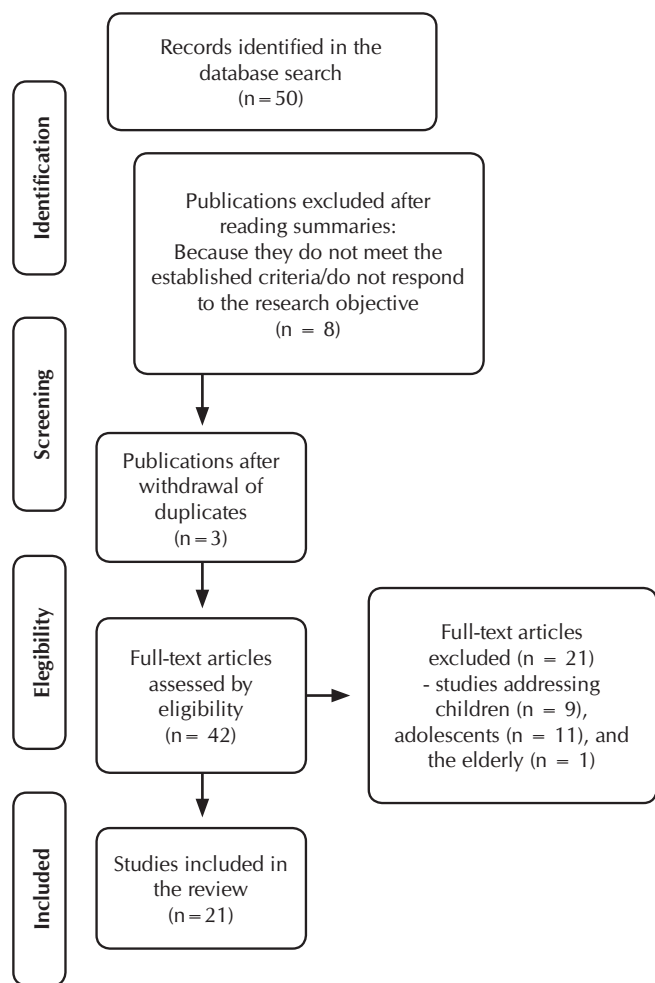 Identification
Records identified in the
database search
(n=50)
Publications excluded after
reading summaries:
Because they do not meet the
established criteria/do not respond
to the research objective
(n = 8)
Screening
Publications after
withdrawal of
duplicates
(n=3)
Elegibility
Full-text articles
assessed by
eligibility
(n= 42)
Full-text articles
excluded (n = 21)
- studies addressing
children (n= 9),
adolescents (n = 11), and
the elderly (n = 1)
Included
Studies included in
the review
(n=21)